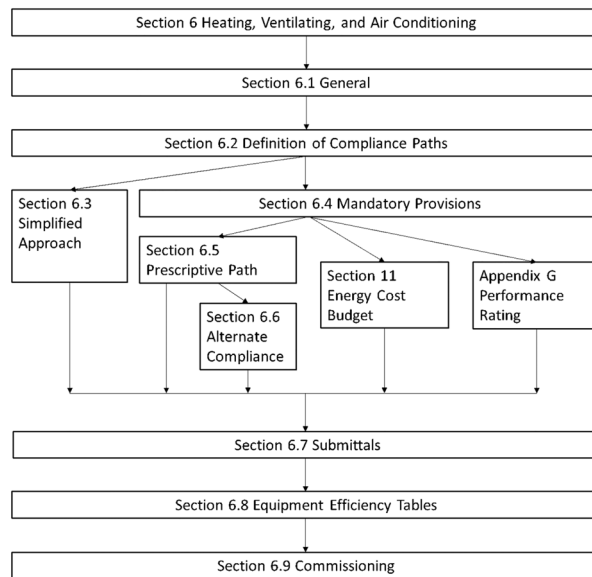 Section 6 Heating, Ventilating, and Air Conditioning
Section 6.1 General
Section 6.2 Definition of Compliance Paths
Section 6.3
Simplified
Approach
Section 6.4 Mandatory Provisions
Section 6.5
Prescriptive Path
Section 6.6
Alternate
Compliance
Section 11
Energy Cost
Budget
Appendix G
Performance
Rating
Section 6.7 Submittals
Section 6.8 Equipment Efficiency Tables
Section 6.9 Commissioning